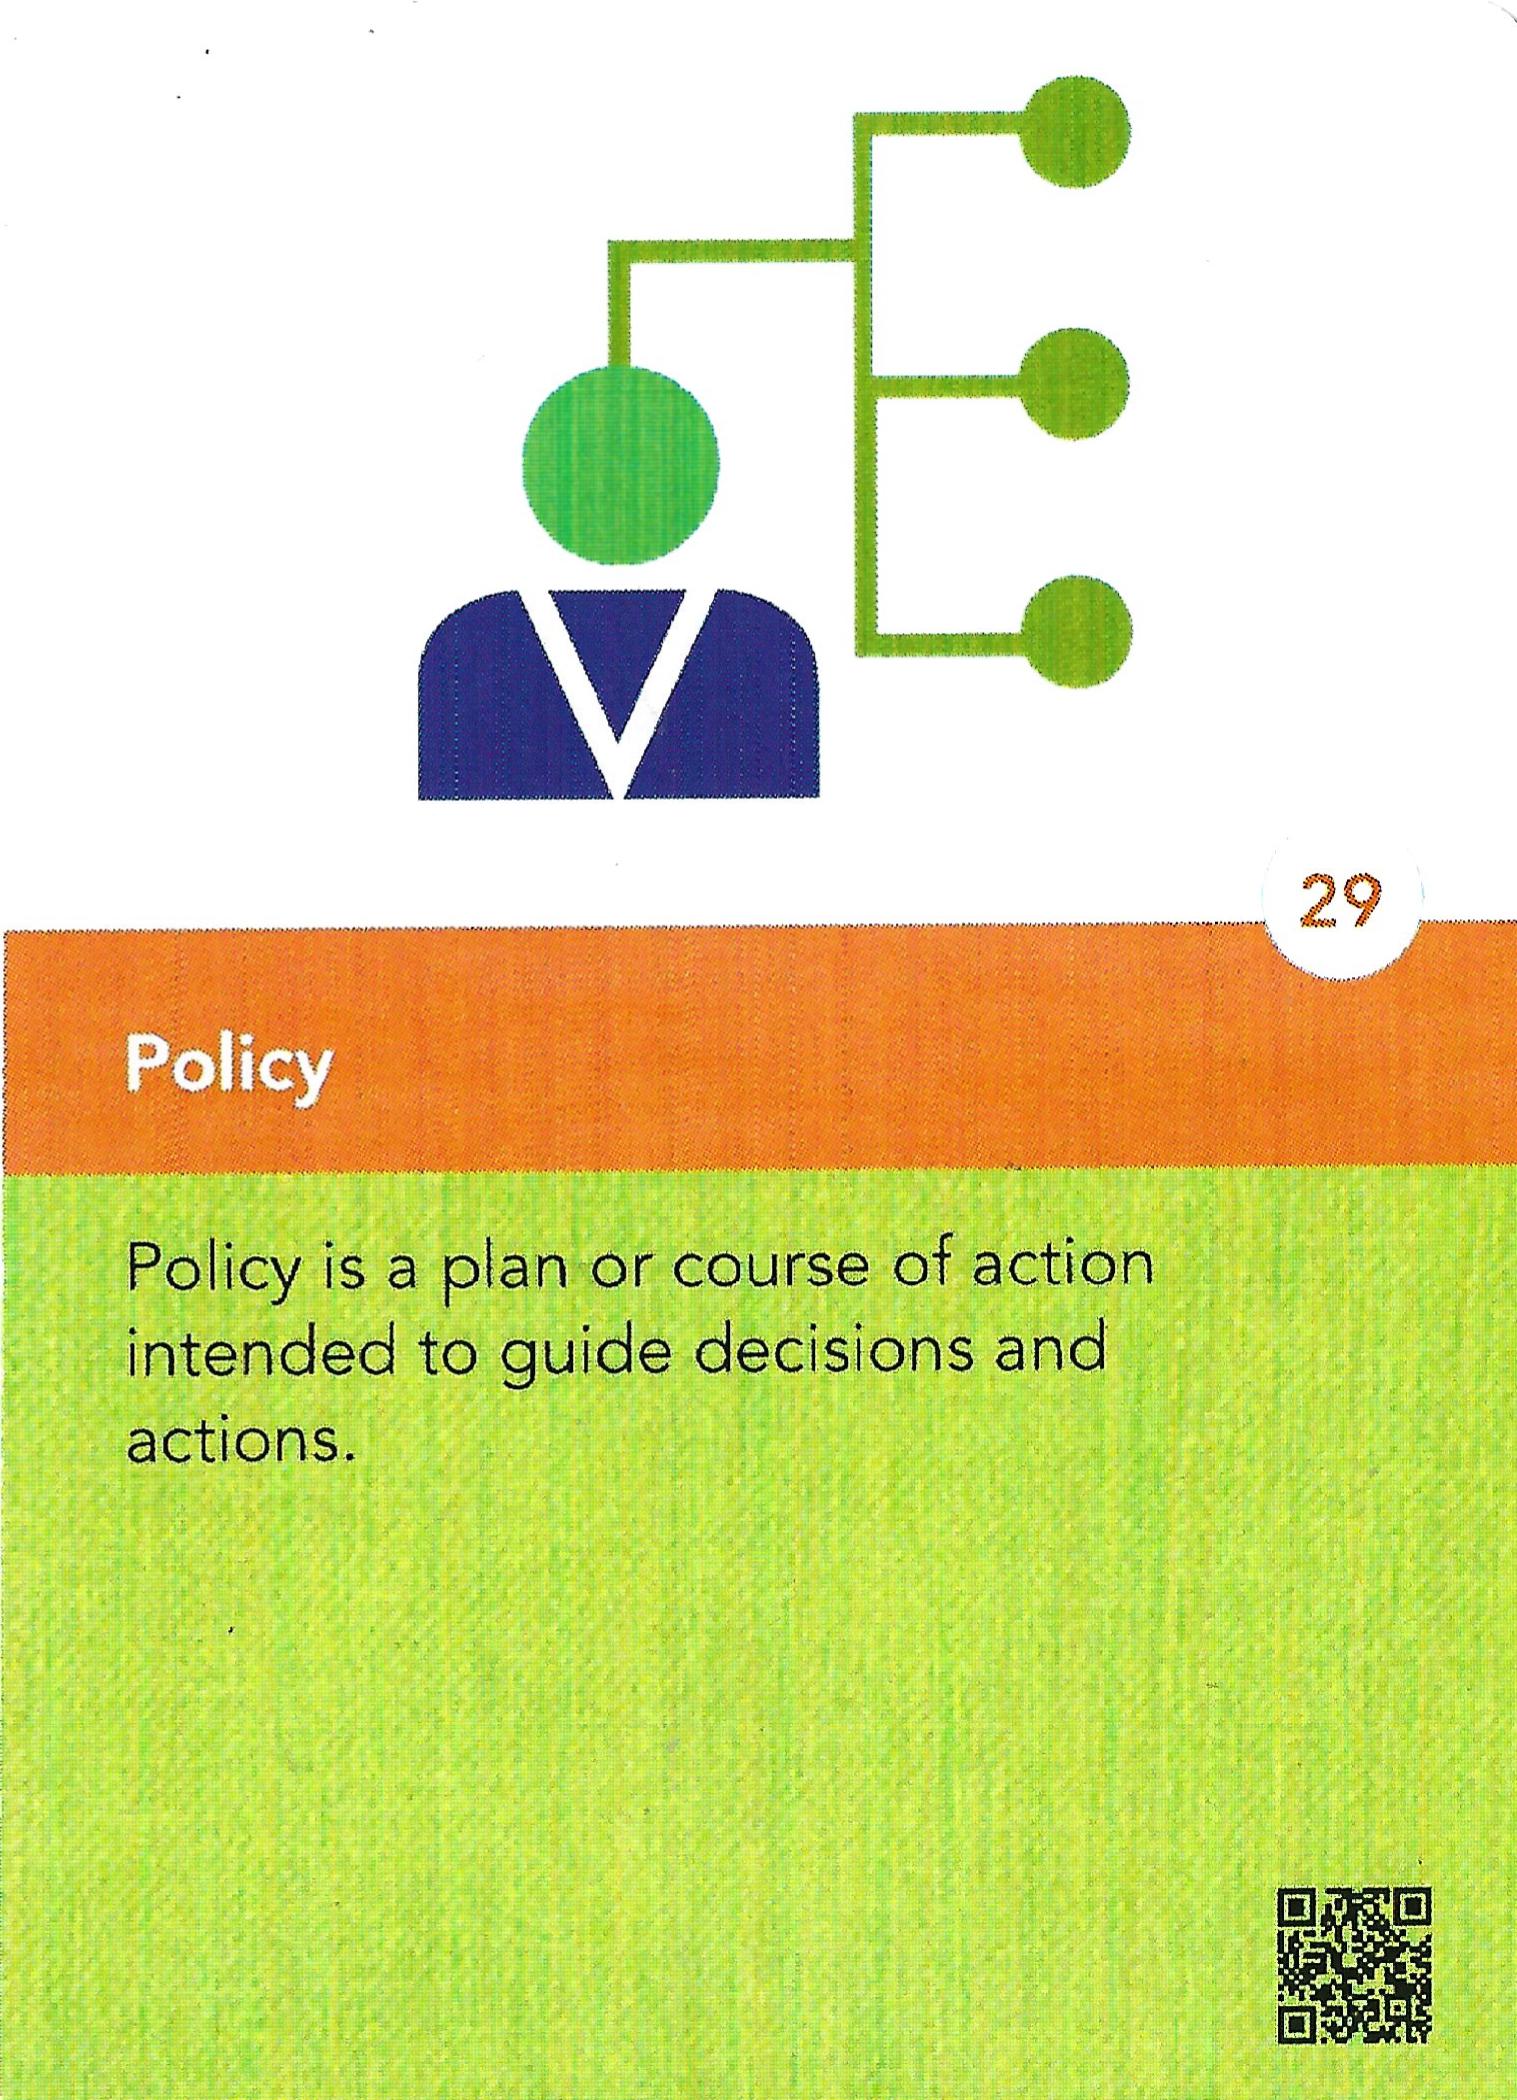 29
Policy
Policy is a plan or course of action
intended to guide decisions and
actions.